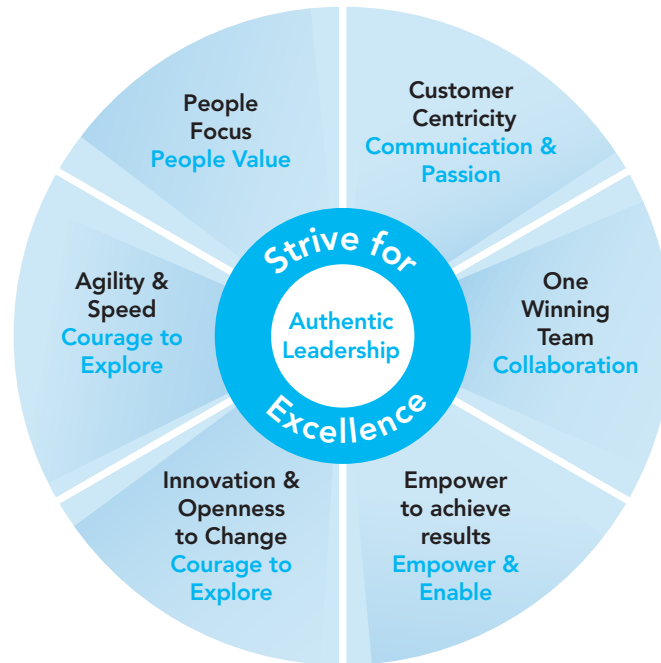 People
Focus
People Value
Customer
Centricity
Communication &
Passion
Agility &
Speed
Courage to
Explore
Strive for
Authentic
Leadership
Excellence
One
Winning
Team
Collaboration
Innovation &
Openness
to Change
Courage to
Explore
Empower
to achieve
results
Empower &
Enable